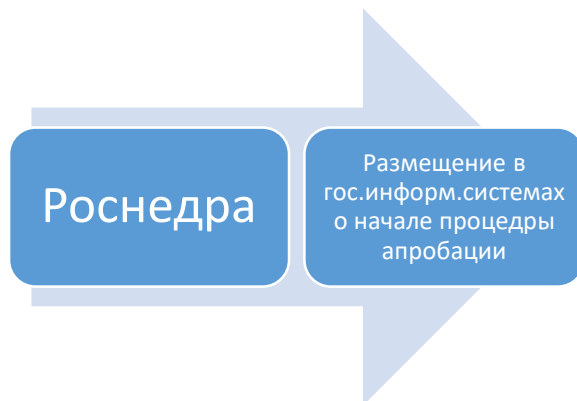 Роснедра
Размещение в
гос.информ.системах
о начале процедры
апробации